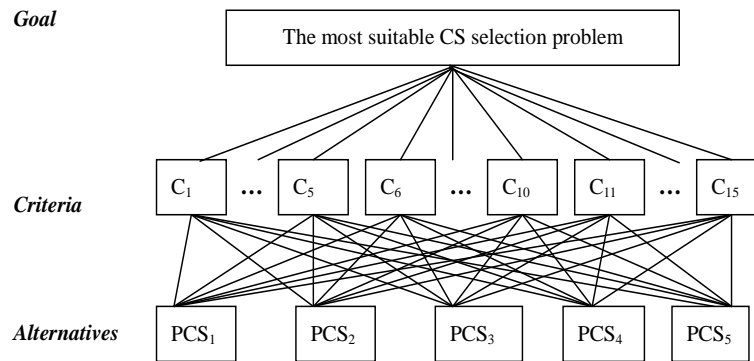 Goal
The most suitable CS selection problem
Criteria
C₁ ... C₅ C₆ ... C₁₀ C₁₁ ... C₁₅
Alternatives
PCS₁ PCS₂ PCS₃ PCS₄ PCS₅